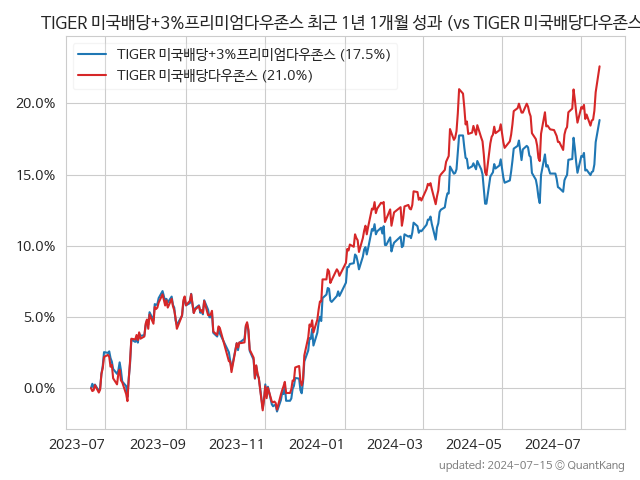 TIGER 미국배당+3%프리미엄다우존스 최근 1년 1개월 성과 (vs TIGER 미국배당다우존스
TIGER 미국배당+3%프리미엄다우존스 (17.5%)
TIGER 미국배당다우존스 (21.0%)
20.0%
15.0%
10.0%
5.0%
0.0%
2023-07 2023-09 2023-11 2024-01 2024-03 2024-05 2024-07
updated: 2024-07-15 © QuantKang